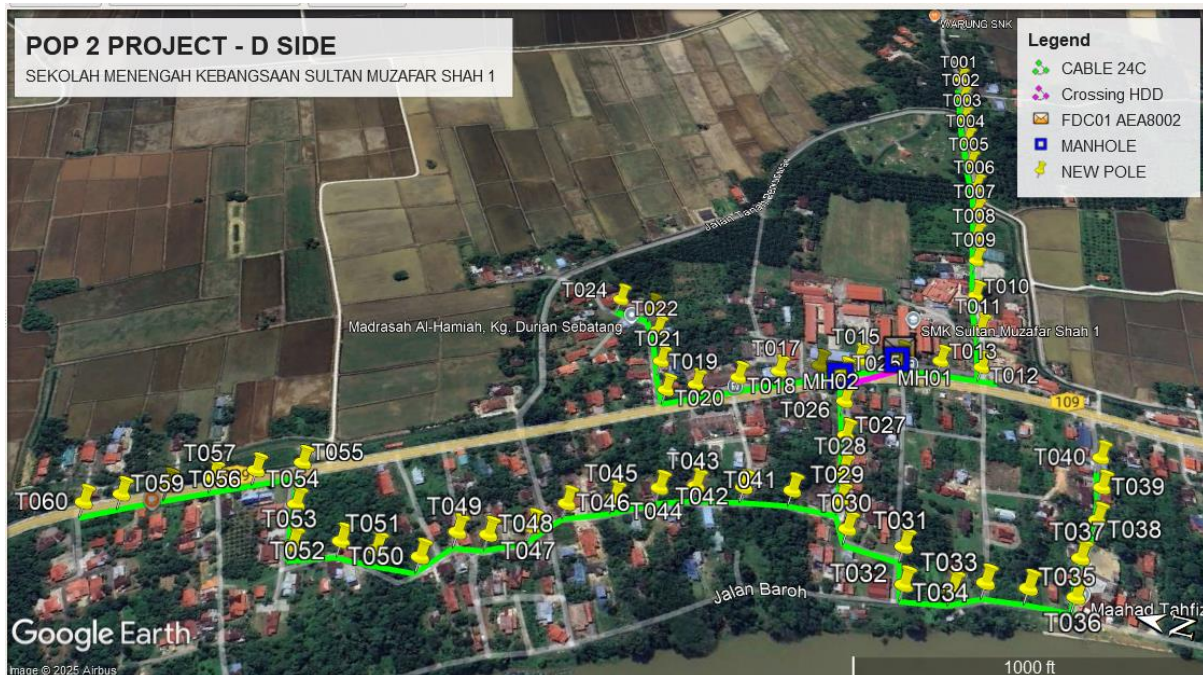 POP 2 PROJECT - D SIDE
SEKOLAH MENENGAH KEBANGSAAN SULTAN MUZAFAR SHAH 1
WARUNG SNK
Legend
CABLE 24C
Crossing HDD
FDC01 AEA8002
MANHOLE
NEW POLE
T001
T002
T003
T004
T005
T006
T007
T008
T009
T010
T011
Jalan Tanah
T024
T022
Madrasah Al-Hamiah, Kg. Durian Sebatang
T021
SMK Sultan Muzafar Shah 1
T019
T017
T015
T025
T013
T020
T018
MH02
MH01
T012
109
T026
T027
T028
T029
T030
T031
T032
T033
T034
T035
T036
T040
T039
T037
T038
T045
T043
T041
T046
T044
T042
T049
T048
T047
T051
T050
T053
T052
T057
T055
T059
T056
T054
T060
Jalan Baroh
Maahad Tahfiz
Google Earth
Image © 2025 Airbus
1000 ft
N